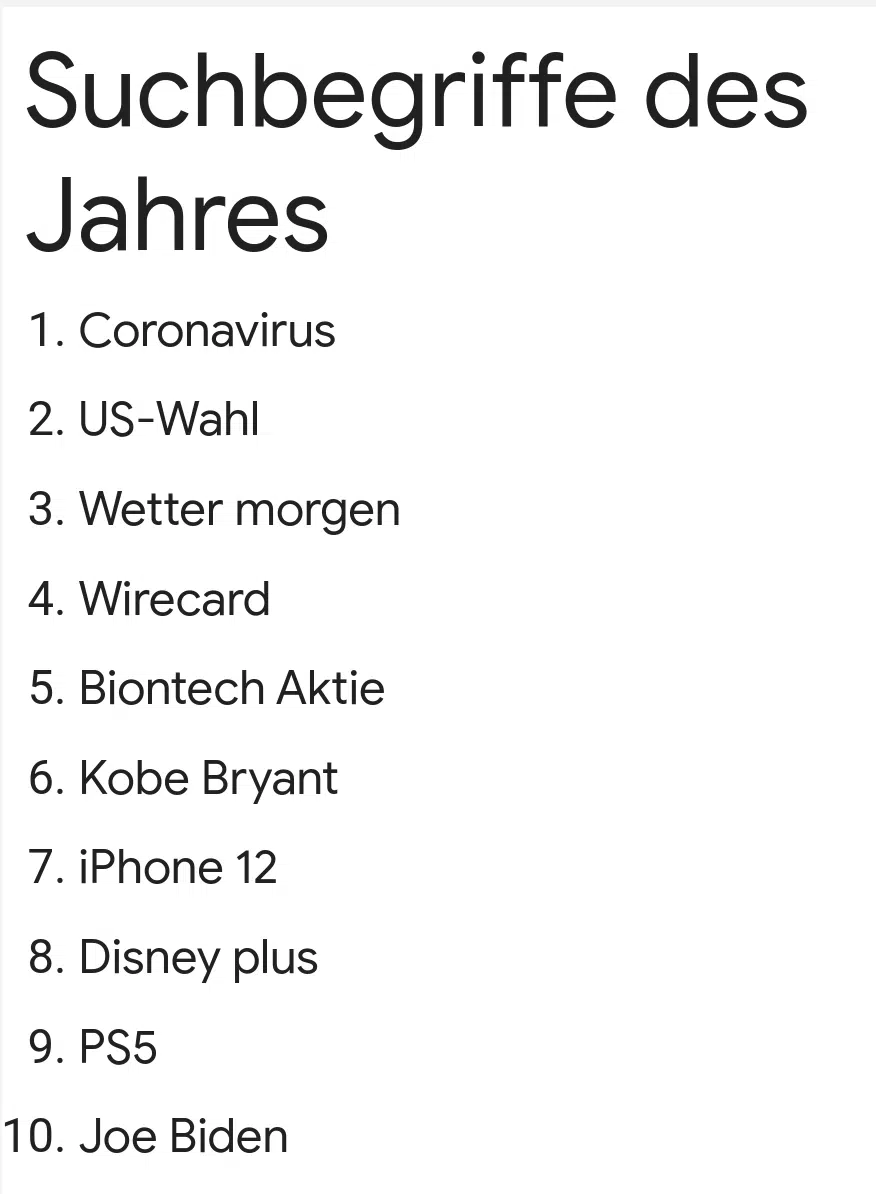 Suchbegriffe des
Jahres
1. Coronavirus
2. US-Wahl
3. Wetter morgen
4. Wirecard
5. Biontech Aktie
6. Kobe Bryant
7. iPhone 12
8. Disney plus
9. PS5
10. Joe Biden